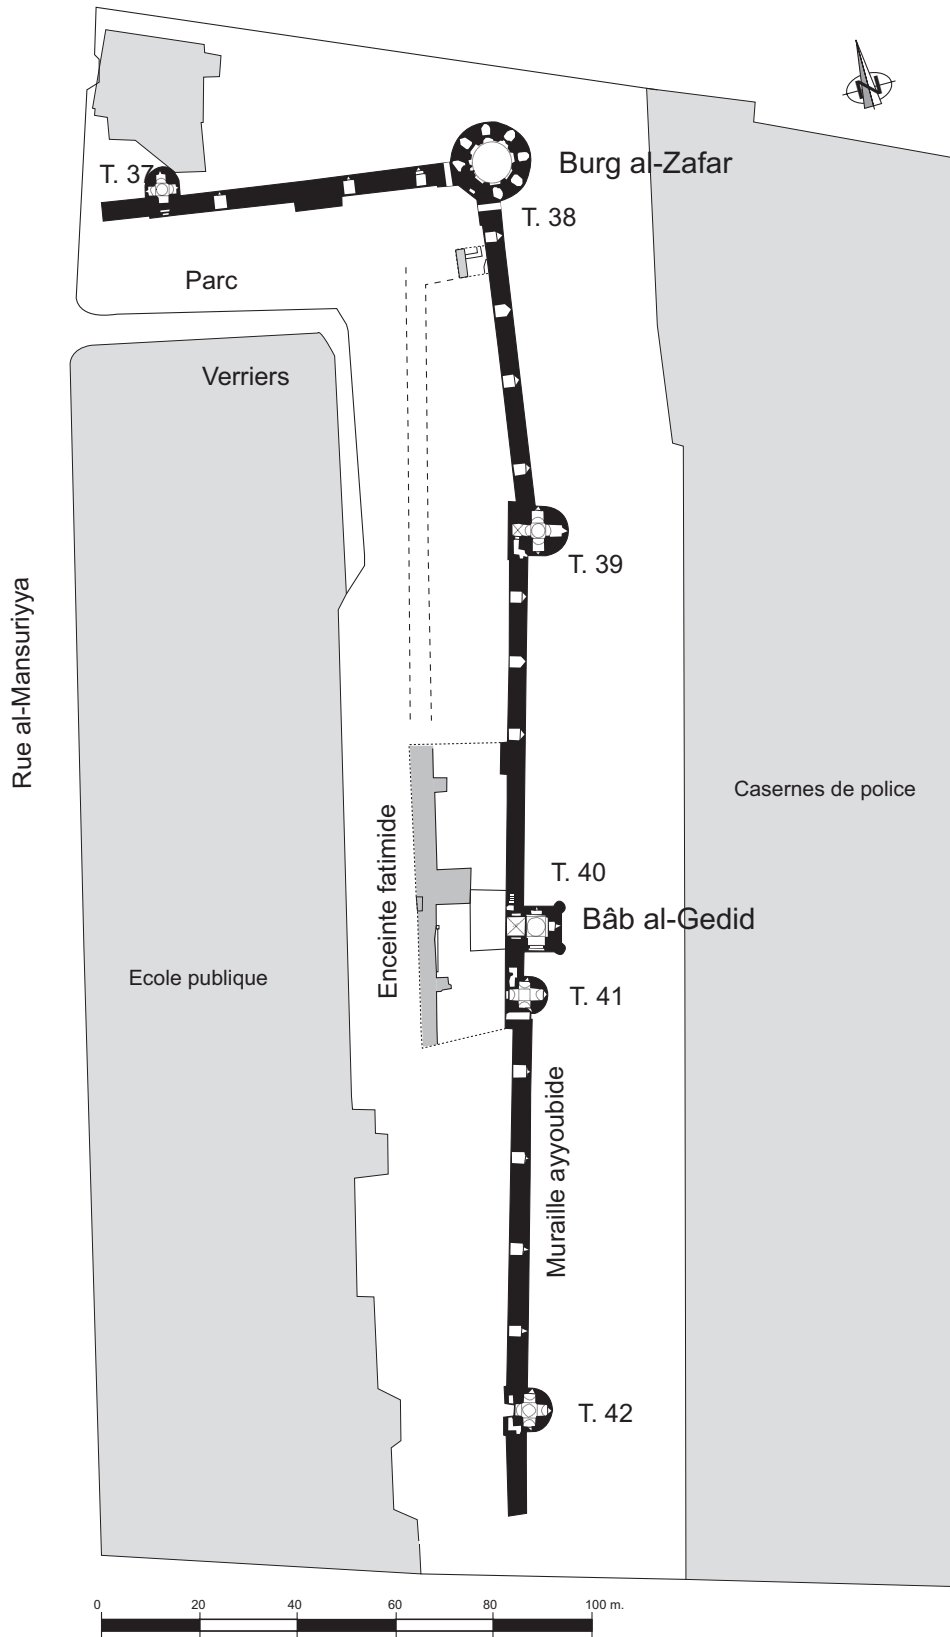 N
T. 37
Burg al-Zafar
T. 38
Parc
Verriers
T. 39
Rue al-Mansuriyya
Casernes de police
Enceinte fatimide
T. 40
Bâb al-Gedid
Ecole publique
T. 41
Muraille ayyoubide
T. 42
0 20 40 60 80 100 m.